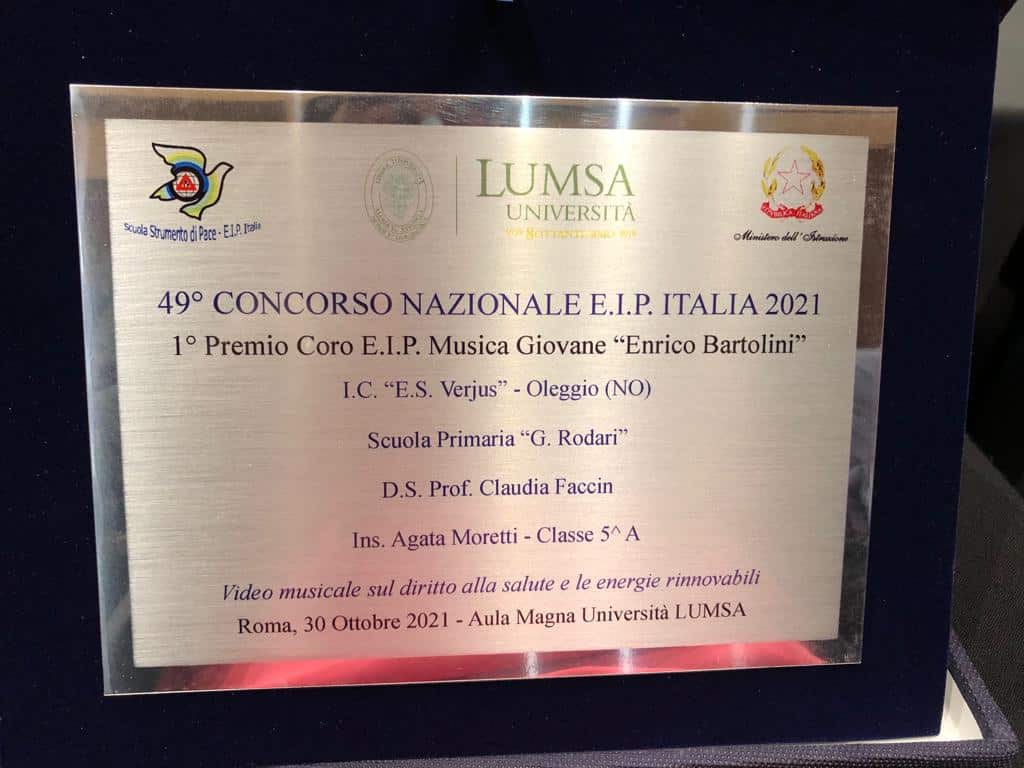 Scuola Strumento di Pace - E.I.P. Italia
LUMSA
UNIVERSITÀ
REPVBBLICA ITALIANA
Ministero dell'Istruzione
49° CONCORSO NAZIONALE E.I.P. ITALIA 2021
1° Premio Coro E.I.P. Musica Giovane “Enrico Bartolini”
I.C. “E.S. Verjus” - Oleggio (NO)
Scuola Primaria “G. Rodari”
D.S. Prof. Claudia Faccin
Ins. Agata Moretti - Classe 5^ A
Video musicale sul diritto alla salute e le energie rinnovabili
Roma, 30 Ottobre 2021 - Aula Magna Università LUMSA